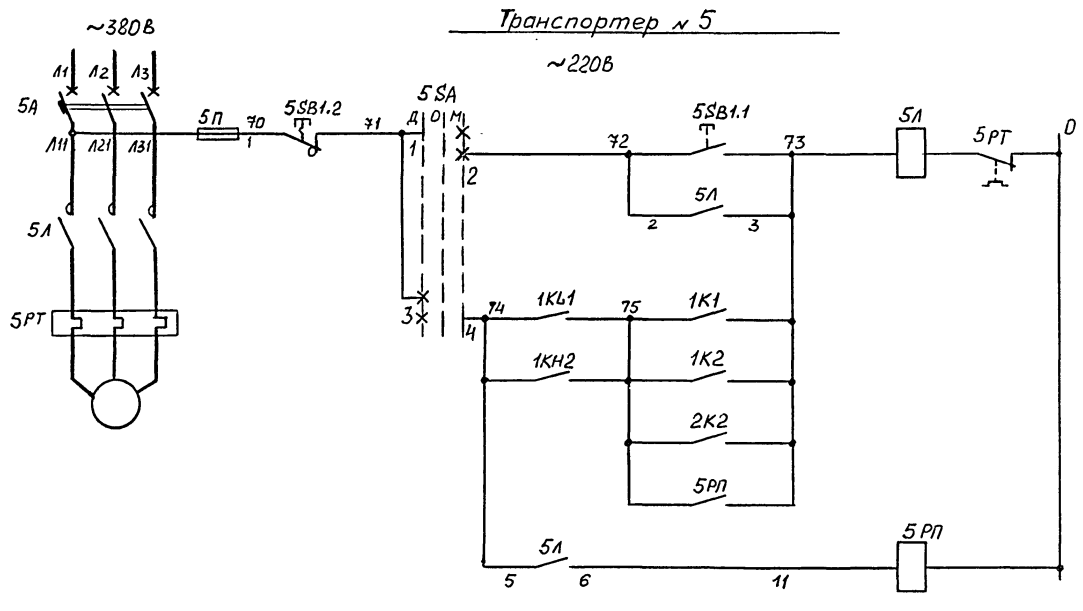 Транспортер № 5
~380В
~220В
Л1 Л2 Л3
5А
5П 70 1
5SB1.2
71
5SA
Д О М
1
2
3
4
72
5SB1.1
73
5Л
5РТ
0
Л11 Л21 Л31
5Л
2 3
5Л
5РТ
74
1КL1
75
1К1
1КН2
1К2
2К2
5РП
5Л
5 6 11
5РП